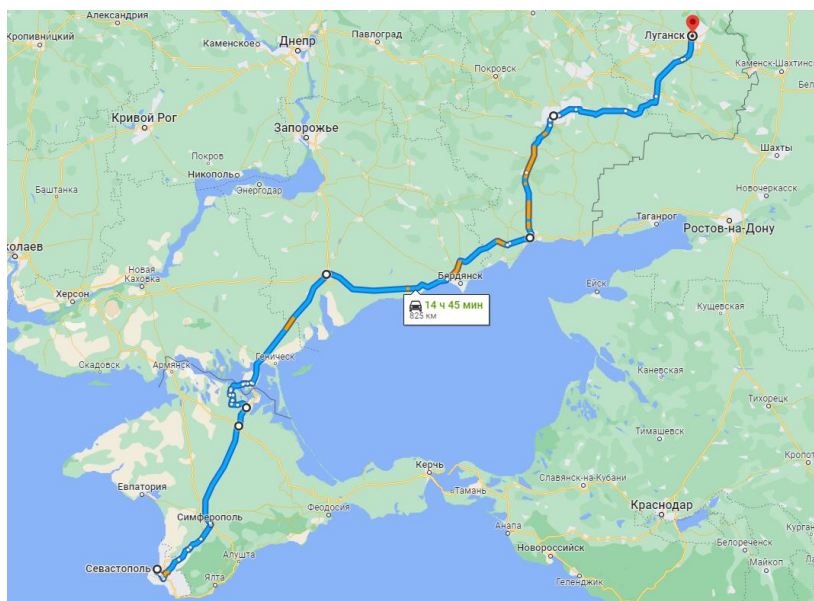 Александрия
Кропивницкий
Каменское
Днепр
Павлоград
Луганск
Каменск-Шахтинс
Бел
Покровск
Кривой Рог
Запорожье
Покров
Никополь
Энергодар
Шахты
Баштанка
Новочеркасск
Таганрог
Ростов-на-Дону
колаев
Новая
Каховка
Херсон
Бердянск
Ейск
14 ч 45 мин
825 км
Кущевская
Скадовск
Армянск
Геническ
Каневская
Тихорецк
Тимашевск
Кропот
Евпатория
Керчь
Тамань
Славянск-на-Кубани
Феодосия
Симферополь
Анапа
Краснодар
Курган
Севастополь
Алушта
Ялта
Новороссийск
Геленджик
Белореченск
Майкоп